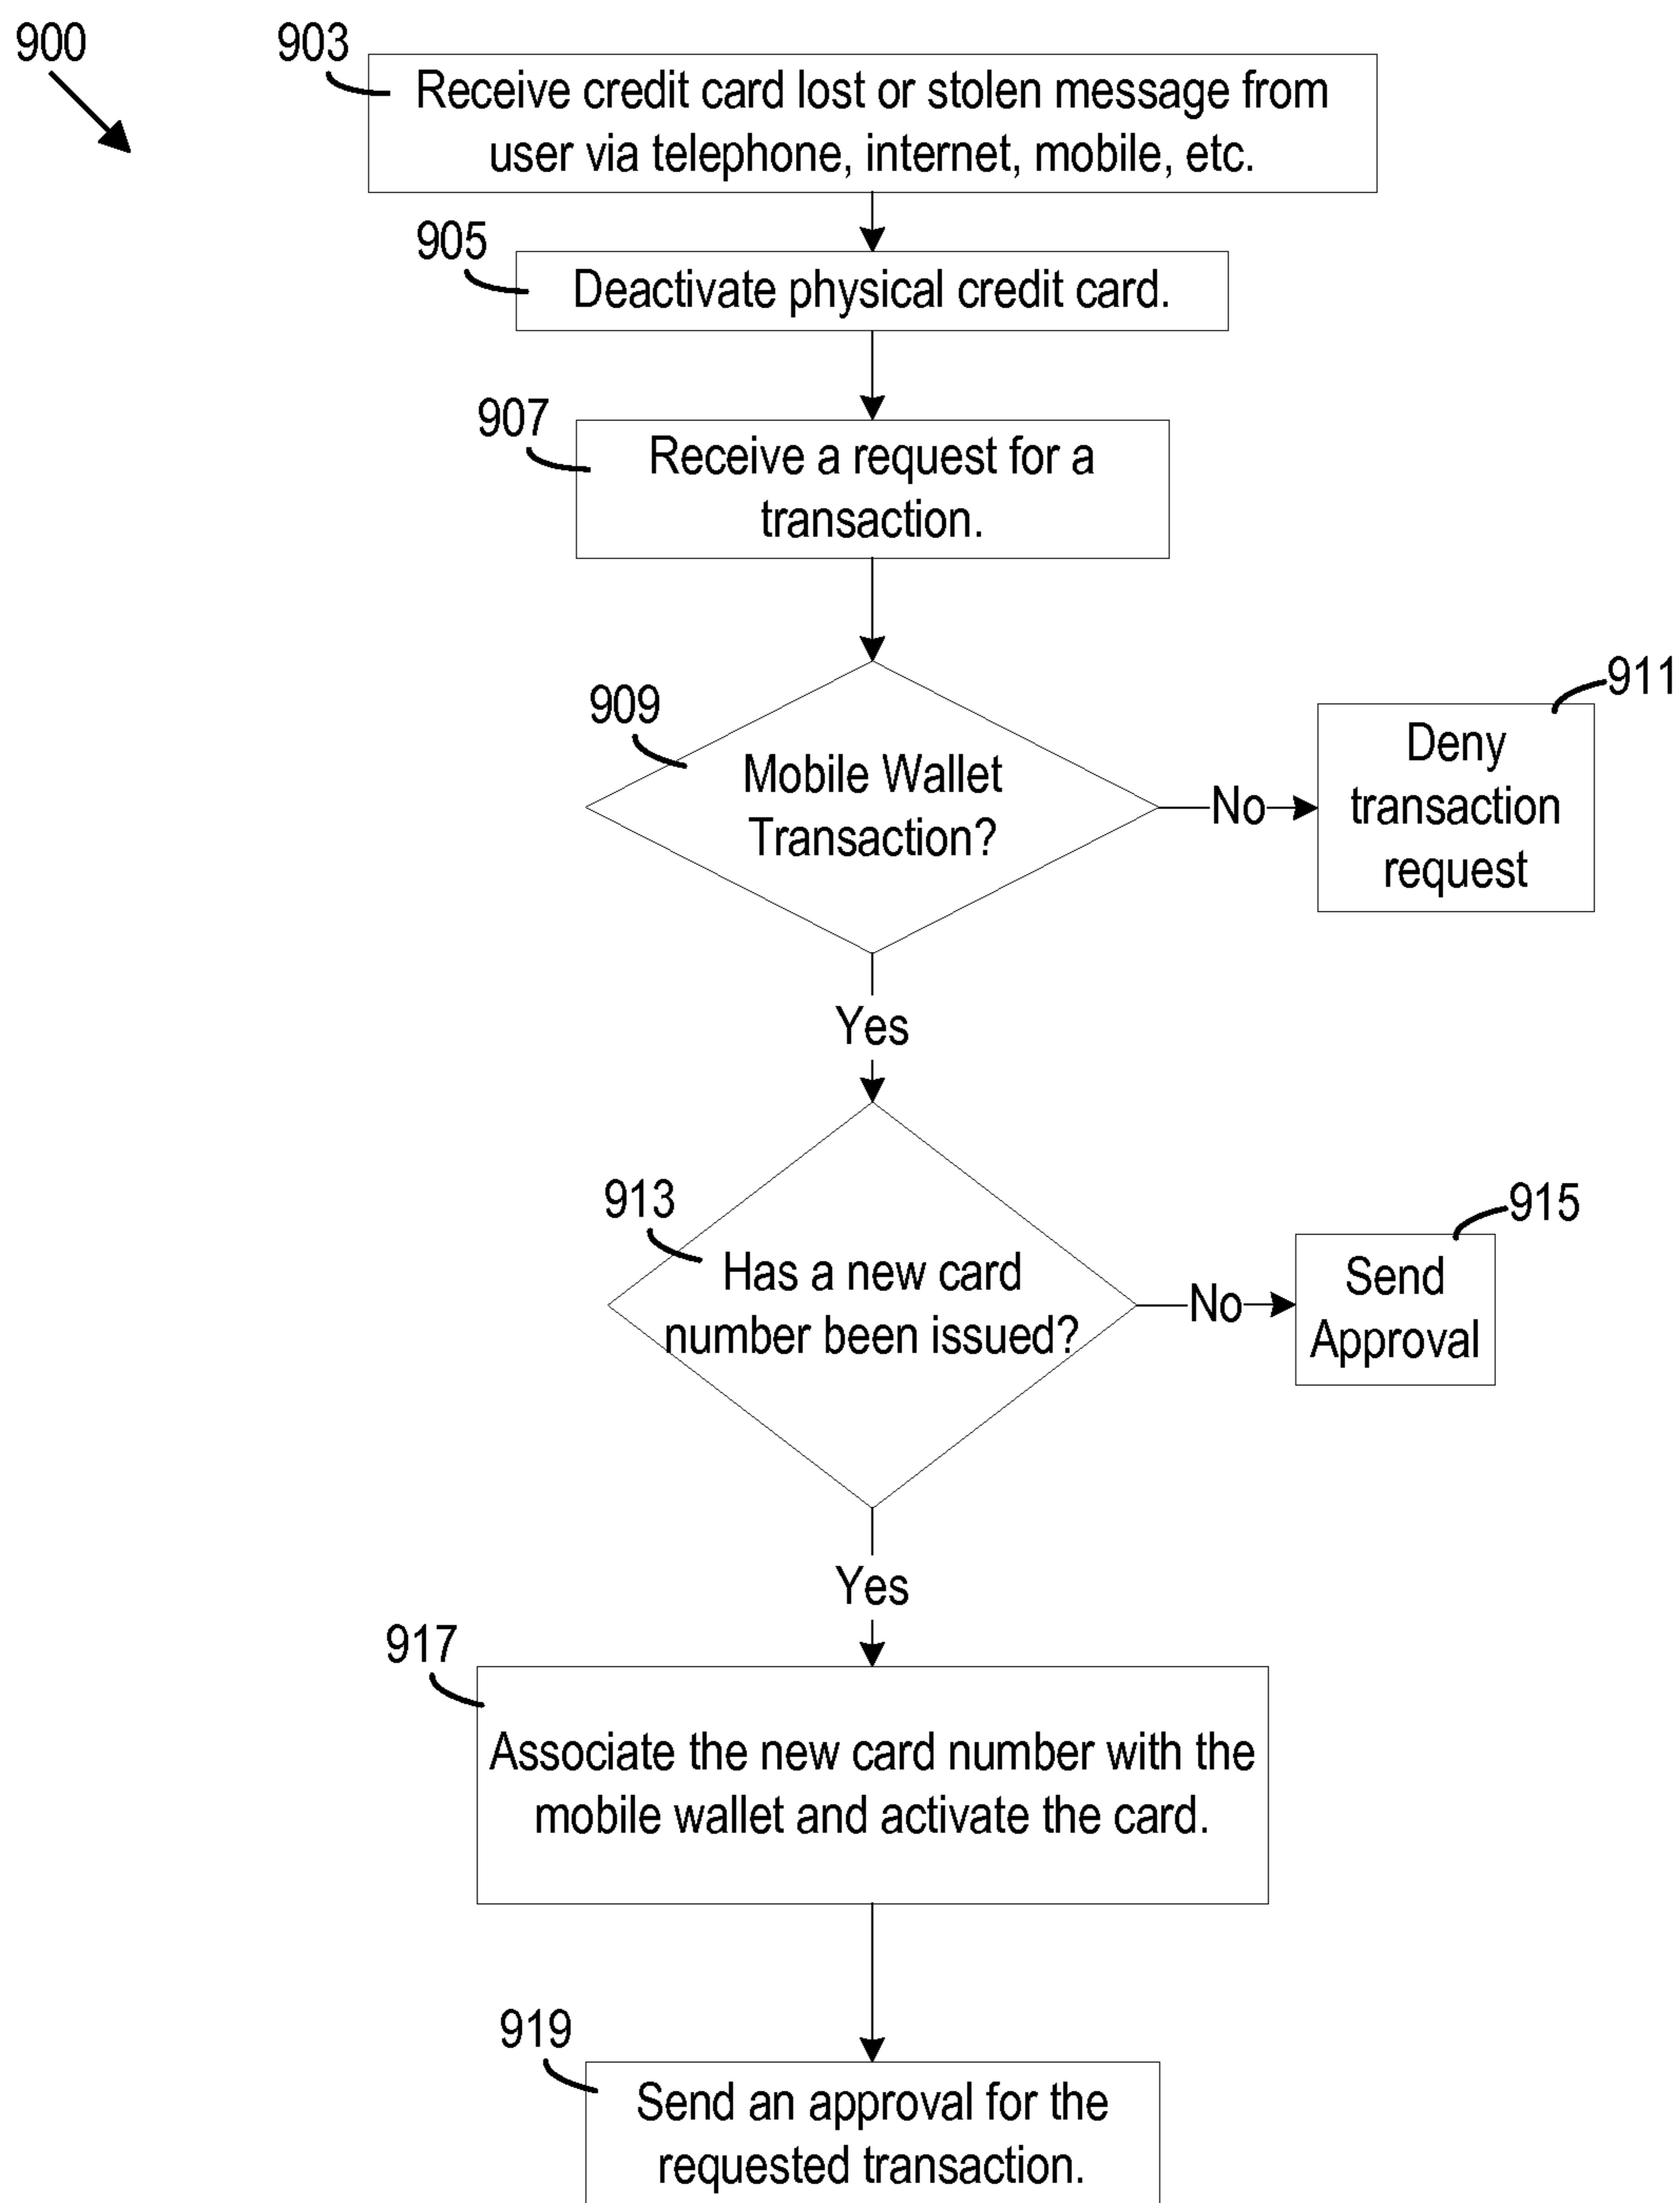 900
903
Receive credit card lost or stolen message from
user via telephone, internet, mobile, etc.
905
Deactivate physical credit card.
907
Receive a request for a
transaction.
909
Mobile Wallet
Transaction?
No
911
Deny
transaction
request
Yes
913
Has a new card
number been issued?
No
915
Send
Approval
Yes
917
Associate the new card number with the
mobile wallet and activate the card.
919
Send an approval for the
requested transaction.